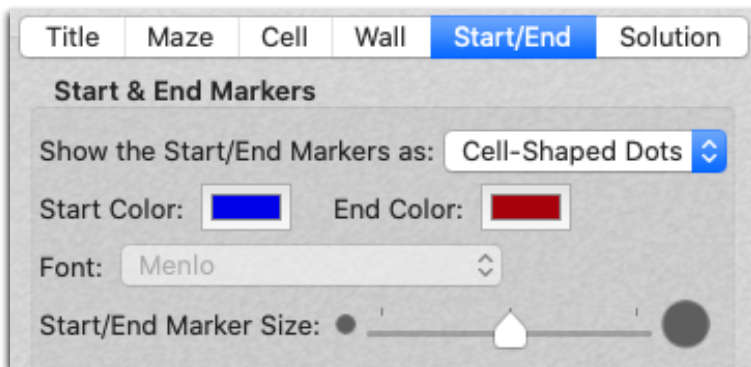 Title Maze Cell Wall Start/End Solution
Start & End Markers
Show the Start/End Markers as: Cell-Shaped Dots
Start Color: End Color:
Font: Menlo
Start/End Marker Size: